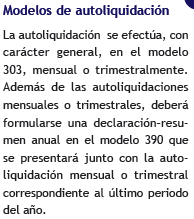 Modelos de autoliquidación
La autoliquidación se efectúa, con
carácter general, en el modelo
303, mensual o trimestralmente.
Además de las autoliquidaciones
mensuales o trimestrales, deberá
formularse una declaración-resu-
men anual en el modelo 390 que
se presentará junto con la auto-
liquidación mensual o trimestral
correspondiente al último periodo
del año.